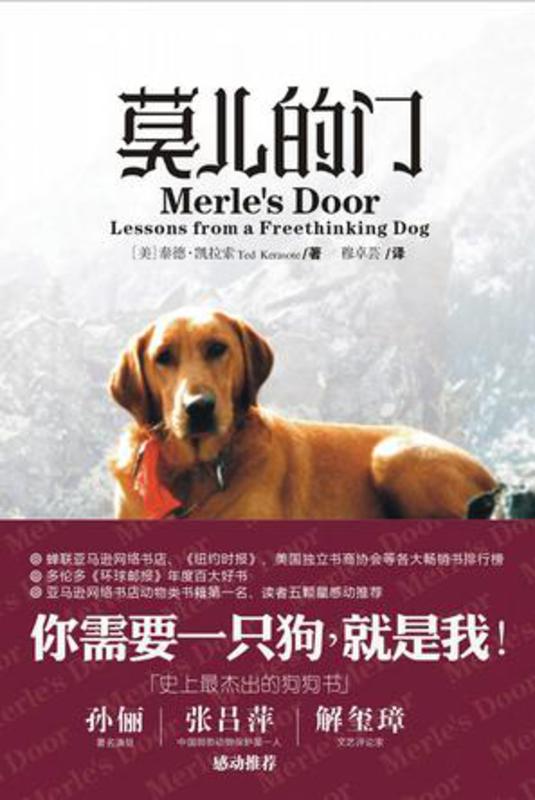 莫儿的门
Merle's Door
Lessons from a Freethinking Dog
[美]泰德·凯拉索 Ted Kerasote/著 穆卓芸/译
◎ 蝉联亚马逊网络书店、《纽约时报》、美国独立书商协会等各大畅销书排行榜
◎ 多伦多《环球邮报》年度百大好书
◎ 亚马逊网络书店动物类书籍第一名、读者五颗星感动推荐
你需要一只狗,就是我!
「史上最杰出的狗狗书」
孙俪 张吕萍 解玺璋
著名演员 中国救助动物保护第一人 文艺评论家
感动推荐